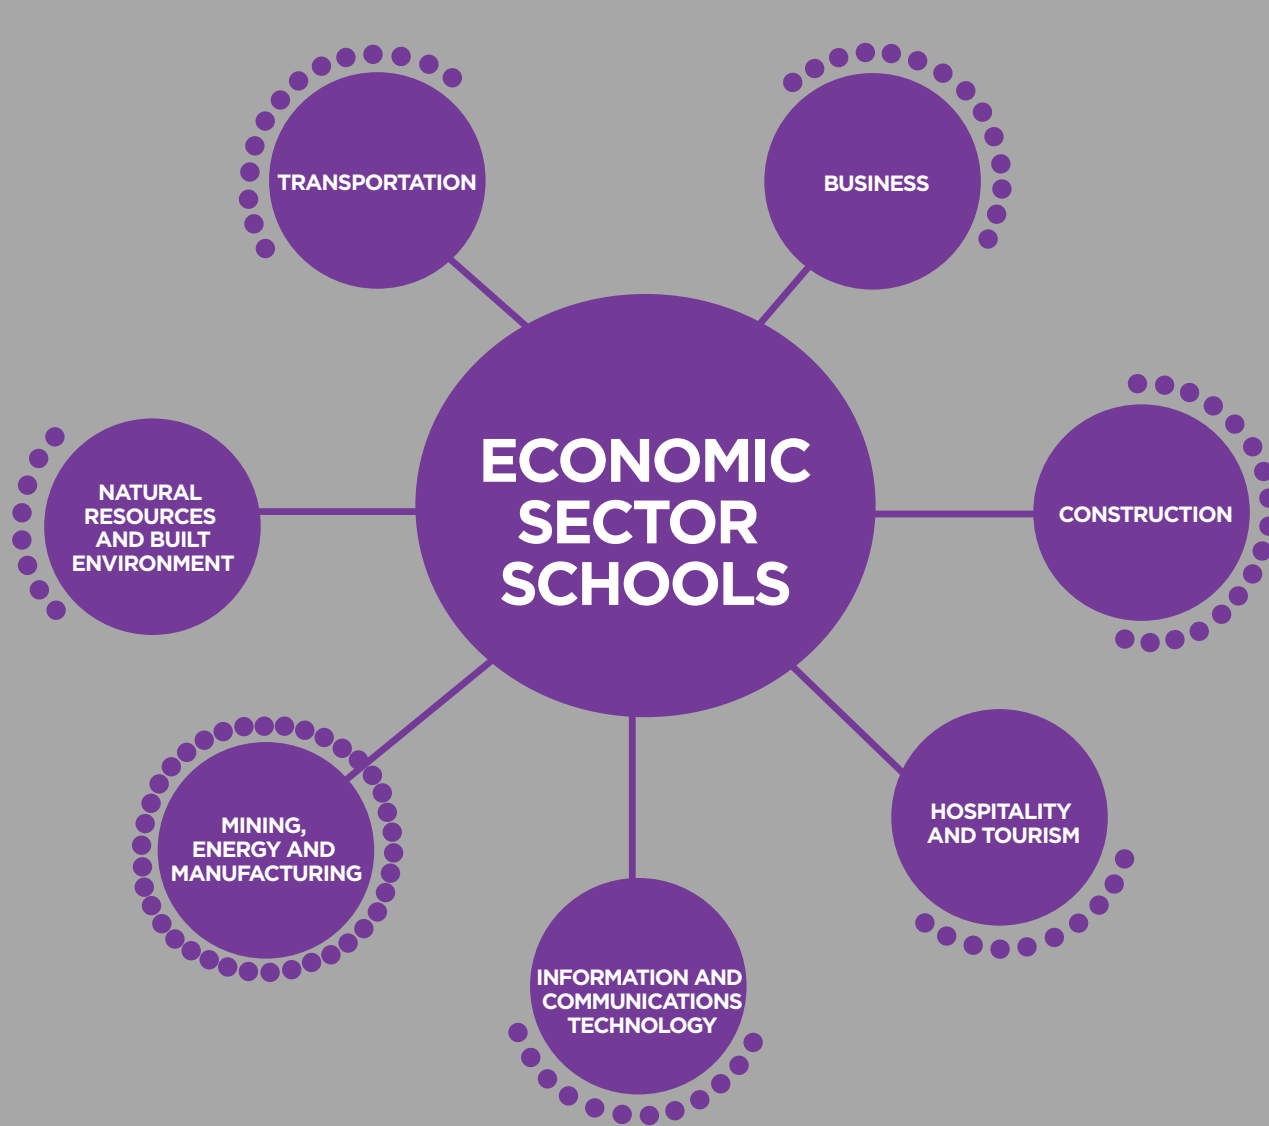 TRANSPORTATION
BUSINESS
ECONOMIC
SECTOR
SCHOOLS
NATURAL
RESOURCES
AND BUILT
ENVIRONMENT
CONSTRUCTION
MINING,
ENERGY AND
MANUFACTURING
HOSPITALITY
AND TOURISM
INFORMATION AND
COMMUNICATIONS
TECHNOLOGY